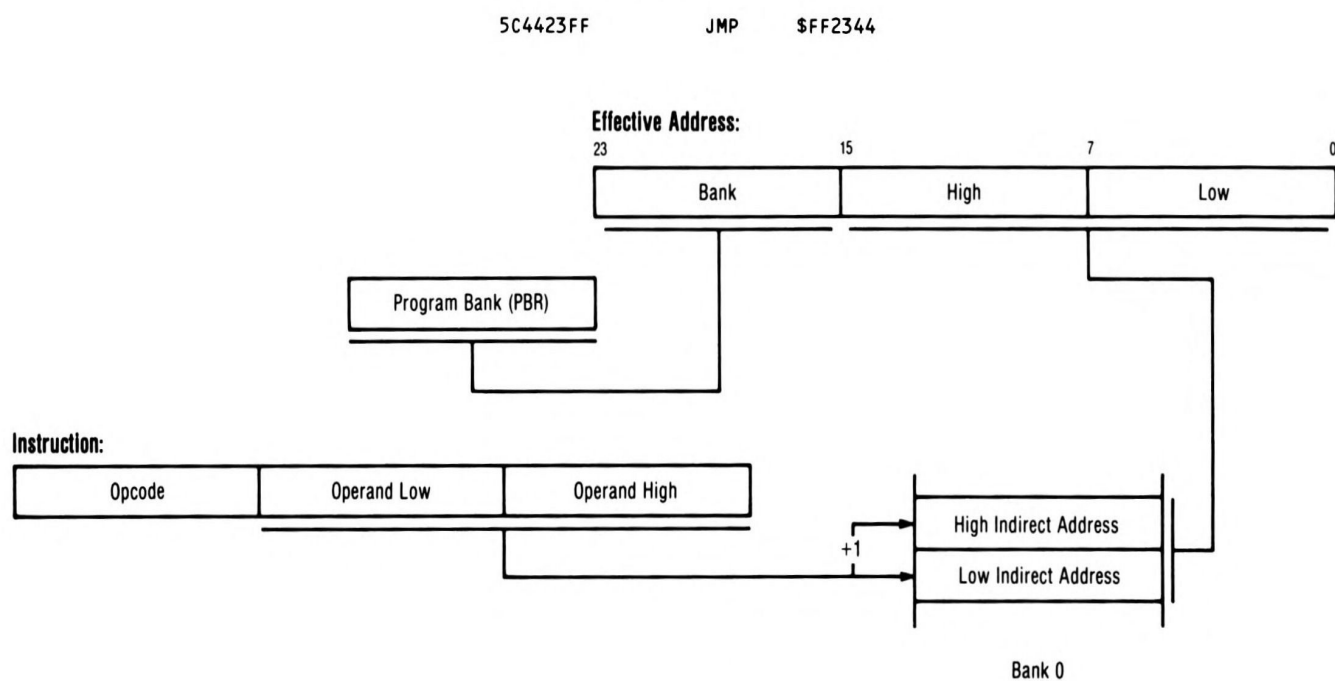 5C4423FF JMP $FF2344
Effective Address:
23 15 7 0
Bank High Low
Program Bank (PBR)
Instruction:
Opcode Operand Low Operand High
High Indirect Address
+1
Low Indirect Address
Bank 0